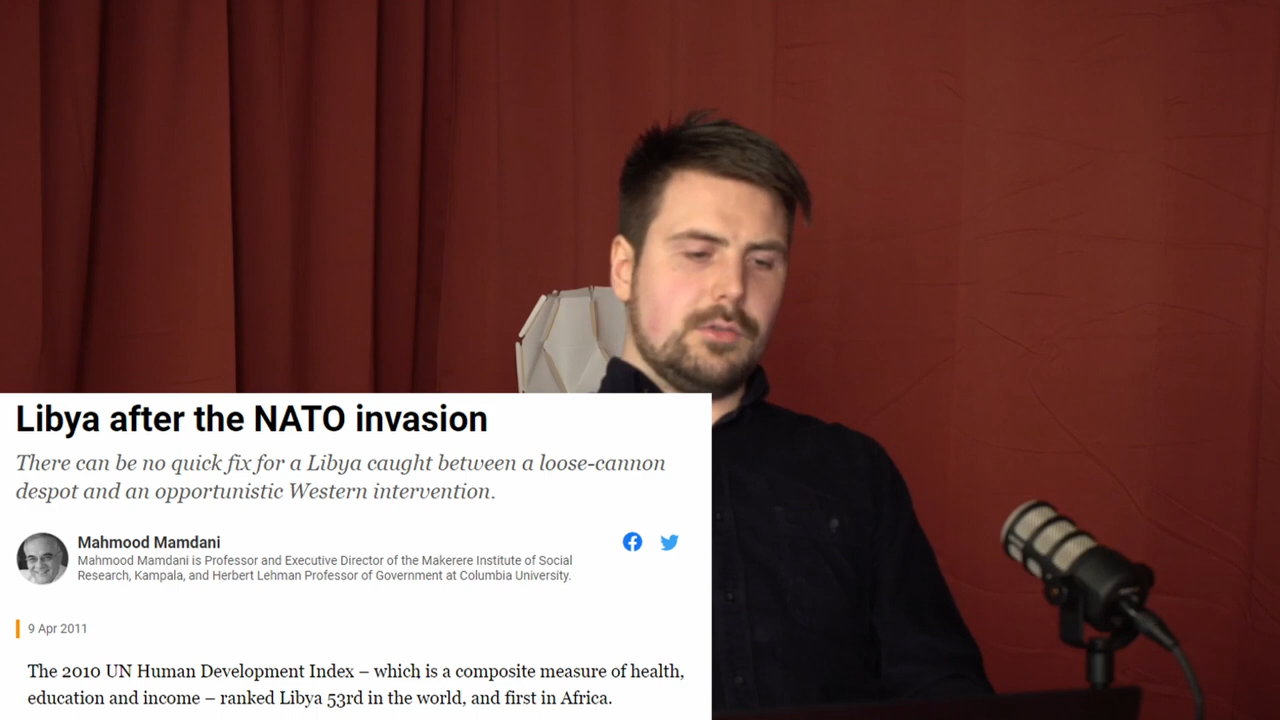 Libya after the NATO invasion
There can be no quick fix for a Libya caught between a loose-cannon
despot and an opportunistic Western intervention.
Mahmood Mamdani
Mahmood Mamdani is Professor and Executive Director of the Makerere Institute of Social
Research, Kampala, and Herbert Lehman Professor of Government at Columbia University.
9 Apr 2011
The 2010 UN Human Development Index – which is a composite measure of health,
education and income – ranked Libya 53rd in the world, and first in Africa.